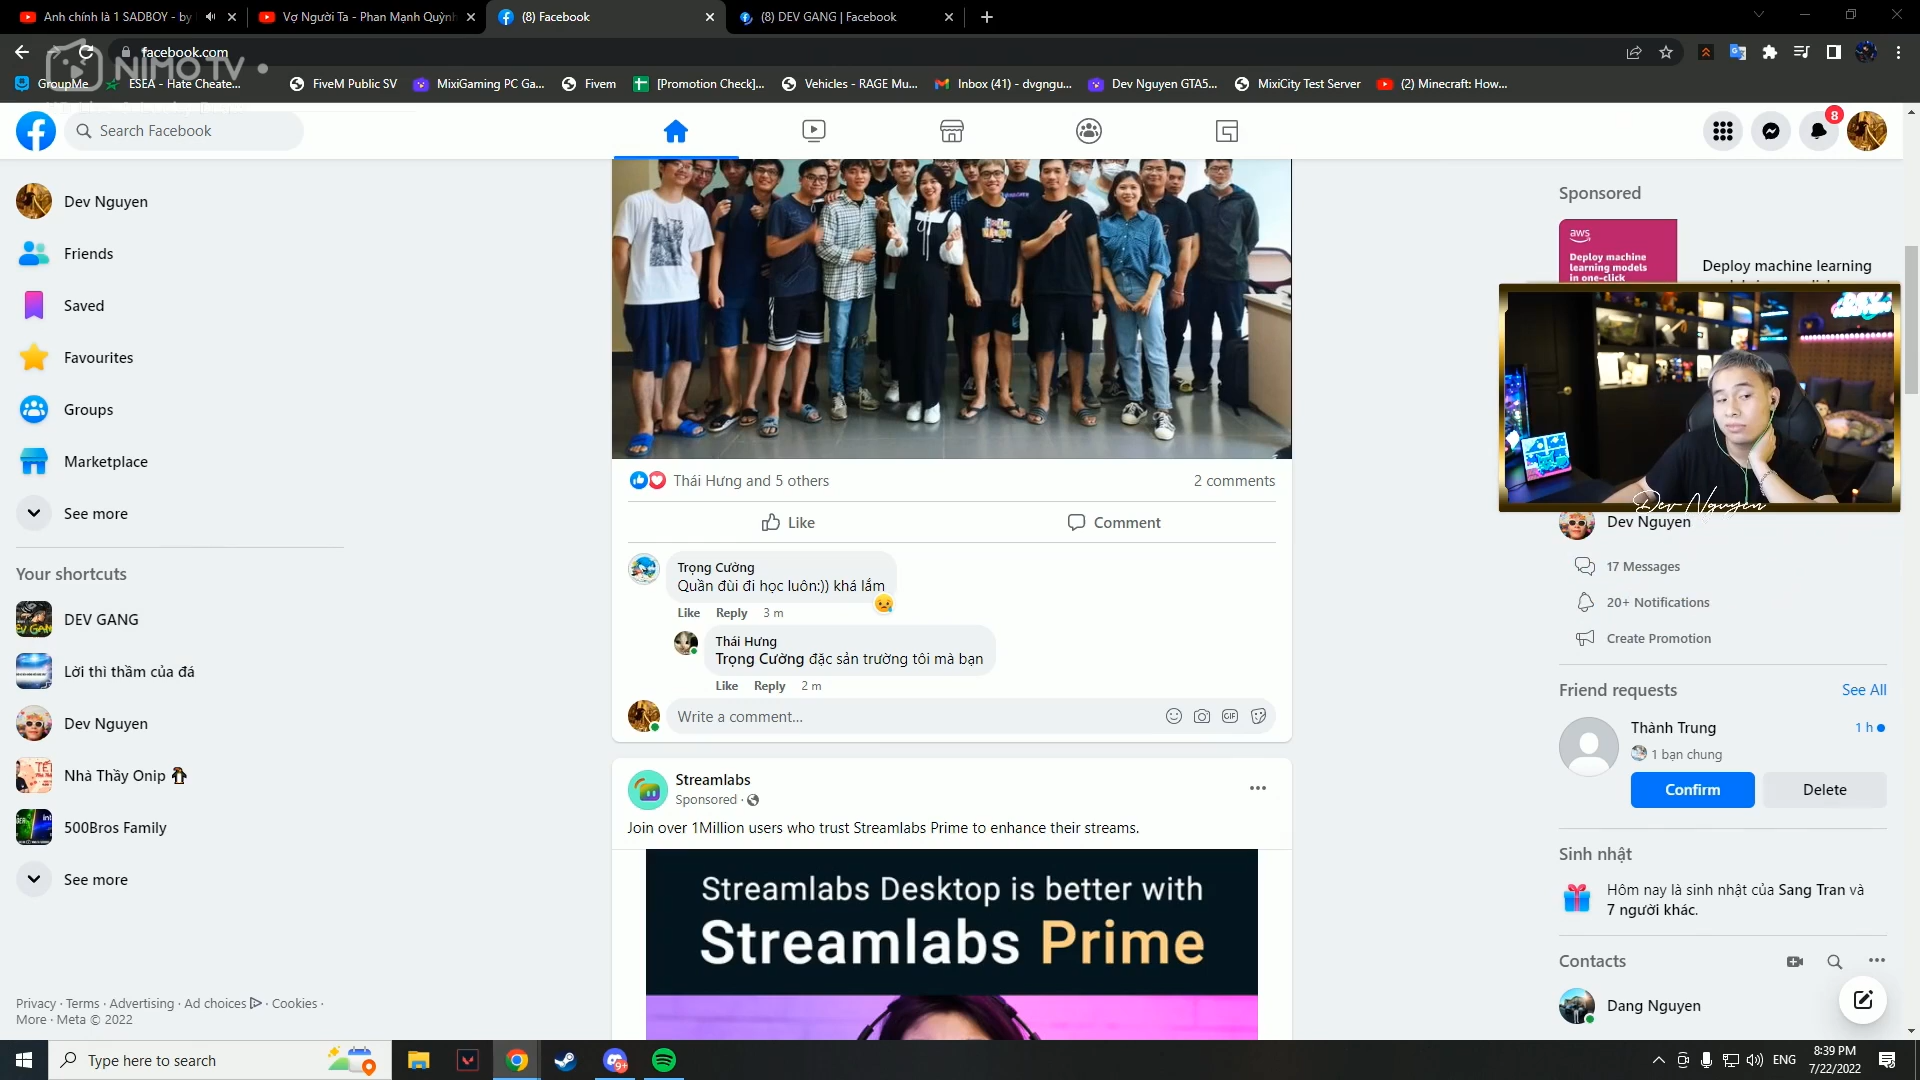 Anh chính là 1 SADBOY - by
Vợ Người Ta - Phan Mạnh Quỳnh
(8) Facebook
(8) DEV GANG | Facebook
facebook.com
NIMO TV
GroupMe
ESEA - Hate Cheate...
FiveM Public SV
MixiGaming PC Ga...
Fivem
[Promotion Check]...
Vehicles - RAGE Mu...
Inbox (41) - dvgngu...
Dev Nguyen GTA5...
MixiCity Test Server
(2) Minecraft: How...
Search Facebook
8
Dev Nguyen
Friends
Saved
Favourites
Groups
Marketplace
See more
Your shortcuts
DEV GANG
Lời thì thầm của đá
Dev Nguyen
Nhà Thầy Onip
500Bros Family
See more
Privacy · Terms · Advertising · Ad choices · Cookies ·
More · Meta © 2022
Thái Hưng and 5 others
2 comments
Like
Comment
Trọng Cường
Quần đùi đi học luôn:)) khá lắm
Like Reply 3 m
Thái Hưng
Trọng Cường đặc sản trường tôi mà bạn
Like Reply 2 m
Write a comment...
GIF
Streamlabs
Sponsored ·
Join over 1Million users who trust Streamlabs Prime to enhance their streams.
Streamlabs Desktop is better with
Streamlabs Prime
Sponsored
aws
Deploy machine
learning models
in one-click
Deploy machine learning
Dev Nguyen
Dev Nguyen
17 Messages
20+ Notifications
Create Promotion
Friend requests
See All
Thành Trung
1 h
1 bạn chung
Confirm
Delete
Sinh nhật
Hôm nay là sinh nhật của Sang Tran và
7 người khác.
Contacts
Dang Nguyen
Type here to search
9+
ENG
8:39 PM
7/22/2022